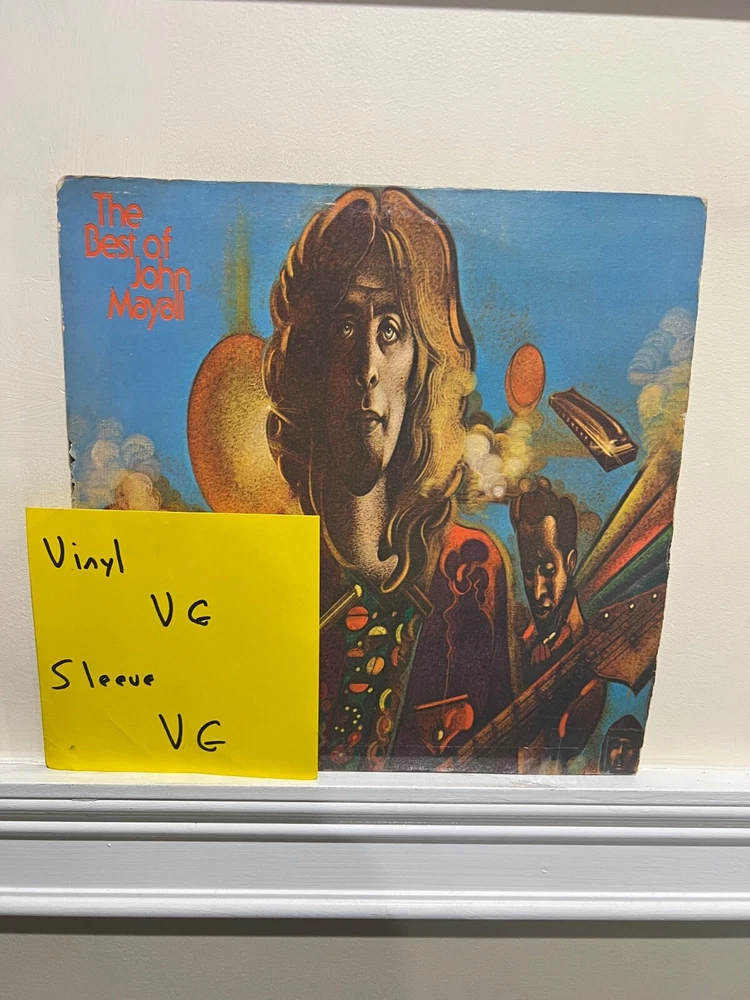 The
Best of
John
Mayall
Vinyl
VG
Sleeve
VG